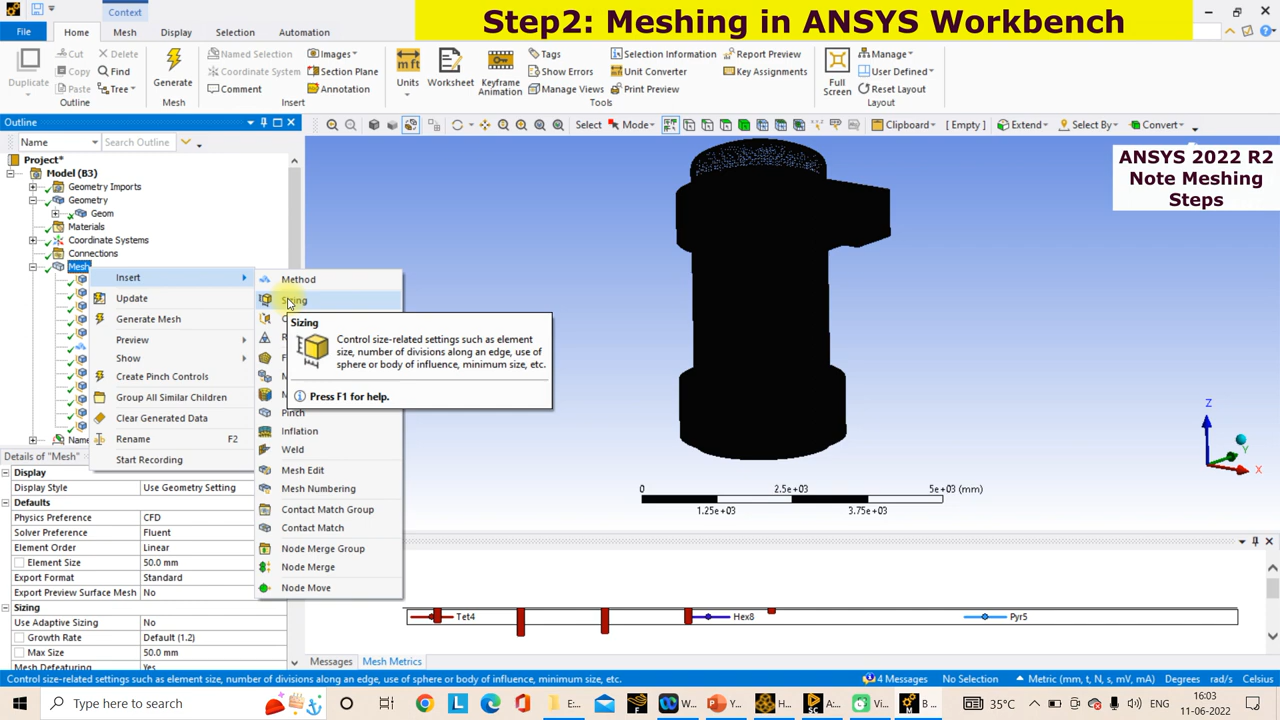 Step2: Meshing in ANSYS Workbench
ANSYS 2022 R2
Note Meshing
Steps
Context
File
Home
Mesh
Display
Selection
Automation
Duplicate
Cut
Copy
Paste
Delete
Find
Tree
Outline
Generate
Mesh
Named Selection
Coordinate System
Comment
Images
Section Plane
Annotation
Insert
Units
Worksheet
Keyframe
Animation
Tags
Show Errors
Manage Views
Selection Information
Unit Converter
Print Preview
Report Preview
Key Assignments
Tools
Full
Screen
Manage
User Defined
Reset Layout
Layout
Outline
Select
Mode
Clipboard
[ Empty ]
Extend
Select By
Convert
Name
Search Outline
Project*
Model (B3)
Geometry Imports
Geometry
Geom
Materials
Coordinate Systems
Connections
Mesh
Insert
Update
Generate Mesh
Preview
Show
Create Pinch Controls
Group All Similar Children
Clear Generated Data
Rename F2
Start Recording
Method
Sizing
Control size-related settings such as element
size, number of divisions along an edge, use of
sphere or body of influence, minimum size, etc.
Press F1 for help.
Pinch
Inflation
Weld
Mesh Edit
Mesh Numbering
Contact Match Group
Contact Match
Node Merge Group
Node Merge
Node Move
Details of "Mesh"
Display
Display Style Use Geometry Setting
Defaults
Physics Preference CFD
Solver Preference Fluent
Element Order Linear
Element Size 50.0 mm
Export Format Standard
Export Preview Surface Mesh No
Sizing
Use Adaptive Sizing No
Growth Rate Default (1.2)
Max Size 50.0 mm
Mesh Defeaturing Yes
0 2.5e+03 5e+03 (mm)
1.25e+03 3.75e+03
Z
Y
X
Tet4 Hex8 Pyr5
Messages Mesh Metrics
Control size-related settings such as element size, number of divisions along an edge, use of sphere or body of influence, minimum size, etc.
4 Messages
No Selection
Metric (mm, t, N, s, mV, mA)
Degrees
rad/s
Celsius
Type here to search
35°C
ENG
16:03
11-06-2022